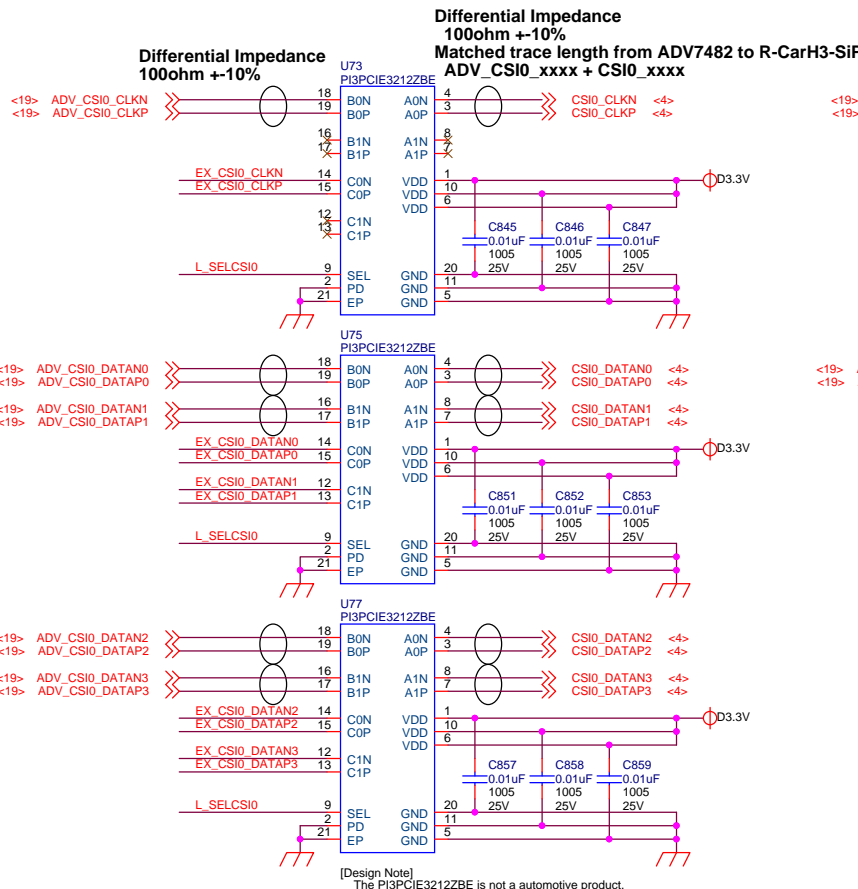 Differential Impedance
100ohm +-10%
Matched trace length from ADV7482 to R-CarH3-SiP
ADV_CSI0_xxxx + CSI0_xxxx
Differential Impedance
100ohm +-10%
U73
PI3PCIE3212ZBE
<19> ADV_CSI0_CLKN 18 B0N A0N 4 CSI0_CLKN <4> <19>
<19> ADV_CSI0_CLKP 19 B0P A0P 3 CSI0_CLKP <4> <19>
16 B1N A1N 8
17 B1P A1P 7
EX_CSI0_CLKN 14 C0N VDD 1 D3.3V
EX_CSI0_CLKP 15 C0P VDD 10
VDD 6
12 C1N
13 C1P
C845 C846 C847
0.01uF 0.01uF 0.01uF
1005 1005 1005
25V 25V 25V
L_SELCSI0 9 SEL GND 20
2 PD GND 11
21 EP GND 5
U75
PI3PCIE3212ZBE
<19> ADV_CSI0_DATAN0 18 B0N A0N 4 CSI0_DATAN0 <4> <19>
<19> ADV_CSI0_DATAP0 19 B0P A0P 3 CSI0_DATAP0 <4> <19>
<19> ADV_CSI0_DATAN1 16 B1N A1N 8 CSI0_DATAN1 <4>
<19> ADV_CSI0_DATAP1 17 B1P A1P 7 CSI0_DATAP1 <4>
EX_CSI0_DATAN0 14 C0N VDD 1 D3.3V
EX_CSI0_DATAP0 15 C0P VDD 10
VDD 6
EX_CSI0_DATAN1 12 C1N
EX_CSI0_DATAP1 13 C1P
C851 C852 C853
0.01uF 0.01uF 0.01uF
1005 1005 1005
25V 25V 25V
L_SELCSI0 9 SEL GND 20
2 PD GND 11
21 EP GND 5
U77
PI3PCIE3212ZBE
<19> ADV_CSI0_DATAN2 18 B0N A0N 4 CSI0_DATAN2 <4>
<19> ADV_CSI0_DATAP2 19 B0P A0P 3 CSI0_DATAP2 <4>
<19> ADV_CSI0_DATAN3 16 B1N A1N 8 CSI0_DATAN3 <4>
<19> ADV_CSI0_DATAP3 17 B1P A1P 7 CSI0_DATAP3 <4>
EX_CSI0_DATAN2 14 C0N VDD 1 D3.3V
EX_CSI0_DATAP2 15 C0P VDD 10
VDD 6
EX_CSI0_DATAN3 12 C1N
EX_CSI0_DATAP3 13 C1P
C857 C858 C859
0.01uF 0.01uF 0.01uF
1005 1005 1005
25V 25V 25V
L_SELCSI0 9 SEL GND 20
2 PD GND 11
21 EP GND 5
[Design Note]
The PI3PCIE3212ZBE is not a automotive product.